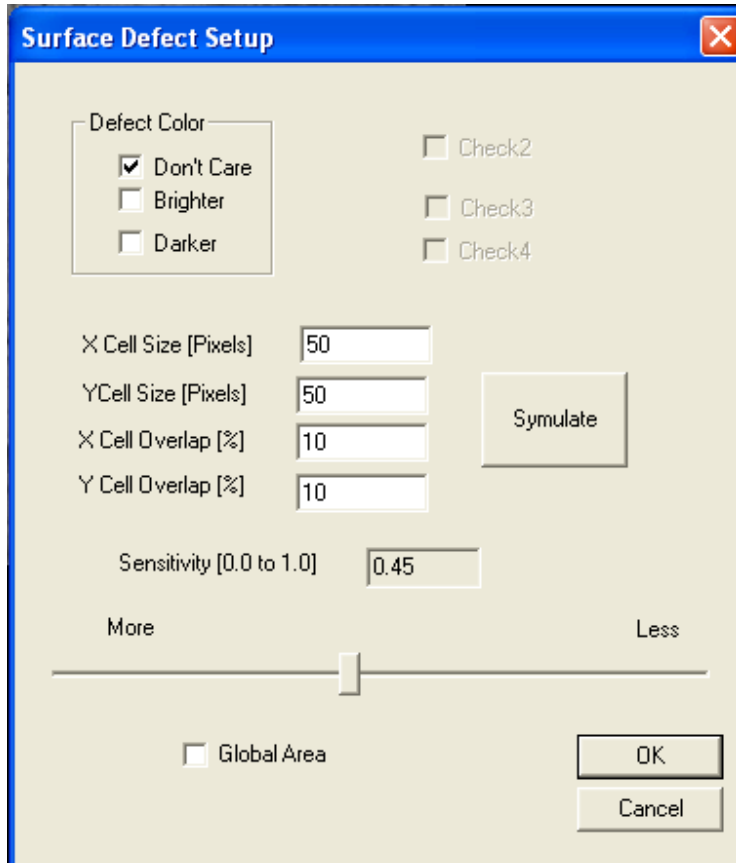 Surface Defect Setup
Defect Color
Don't Care
Brighter
Darker
Check2
Check3
Check4
X Cell Size [Pixels]
50
YCell Size [Pixels]
50
X Cell Overlap [%]
10
Y Cell Overlap [%]
10
Symulate
Sensitivity [0.0 to 1.0]
0.45
More
Less
Global Area
OK
Cancel